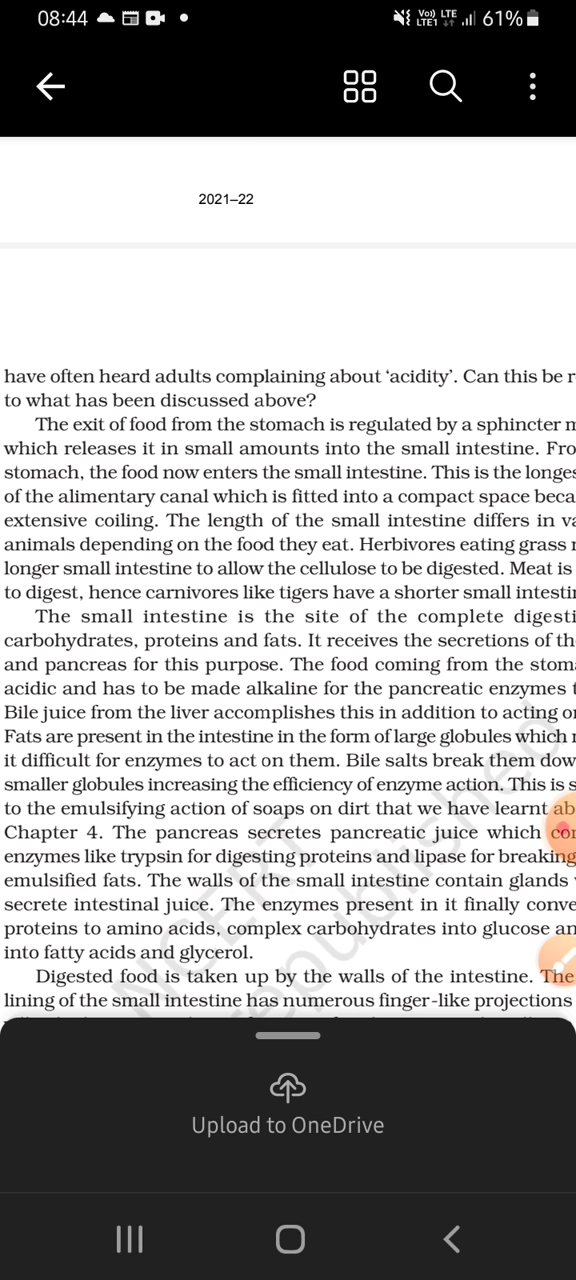 08:44
Vo) LTE
LTE1
61%
2021–22
have often heard adults complaining about ‘acidity’. Can this be r
to what has been discussed above?
The exit of food from the stomach is regulated by a sphincter m
which releases it in small amounts into the small intestine. Fro
stomach, the food now enters the small intestine. This is the longes
of the alimentary canal which is fitted into a compact space beca
extensive coiling. The length of the small intestine differs in va
animals depending on the food they eat. Herbivores eating grass
longer small intestine to allow the cellulose to be digested. Meat is
to digest, hence carnivores like tigers have a shorter small intesti
The small intestine is the site of the complete digesti
carbohydrates, proteins and fats. It receives the secretions of th
and pancreas for this purpose. The food coming from the stoma
acidic and has to be made alkaline for the pancreatic enzymes t
Bile juice from the liver accomplishes this in addition to acting o
Fats are present in the intestine in the form of large globules which
it difficult for enzymes to act on them. Bile salts break them dow
smaller globules increasing the efficiency of enzyme action. This is s
to the emulsifying action of soaps on dirt that we have learnt ab
Chapter 4. The pancreas secretes pancreatic juice which con
enzymes like trypsin for digesting proteins and lipase for breaking
emulsified fats. The walls of the small intestine contain glands
secrete intestinal juice. The enzymes present in it finally conve
proteins to amino acids, complex carbohydrates into glucose an
into fatty acids and glycerol.
Digested food is taken up by the walls of the intestine. The
lining of the small intestine has numerous finger-like projections
NCERT
republished
Upload to OneDrive